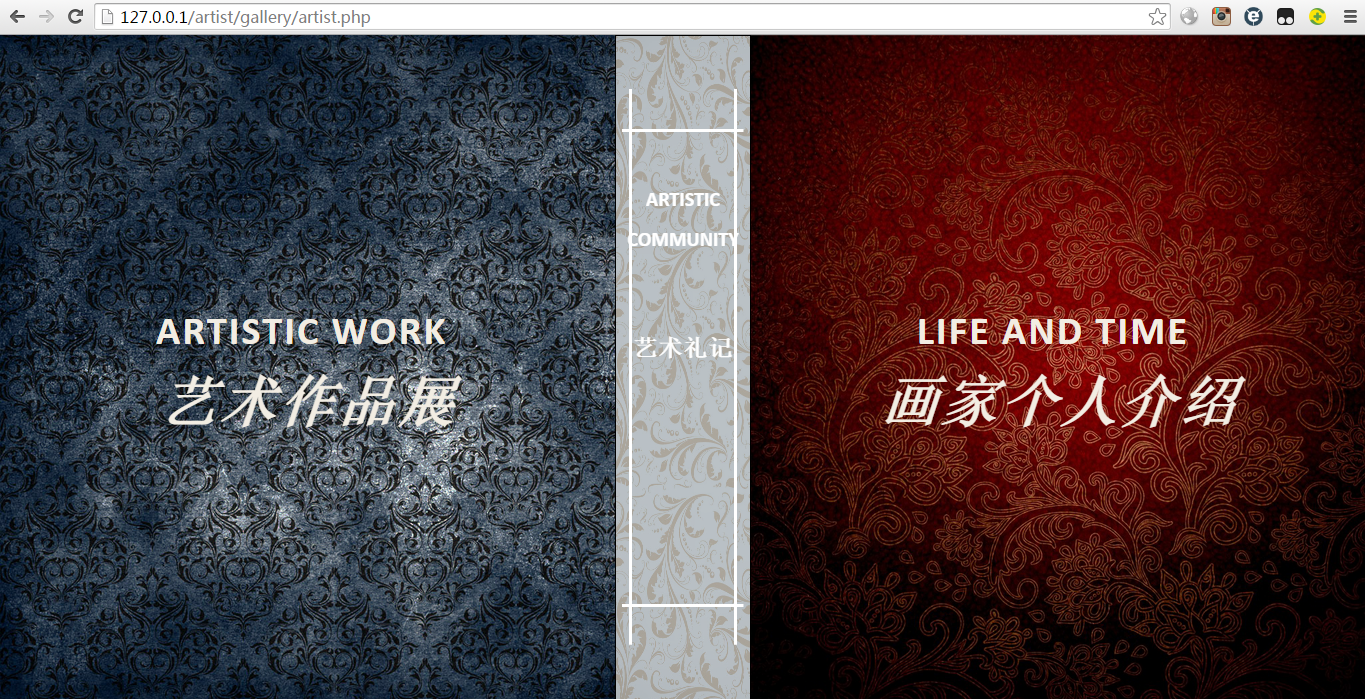 127.0.0.1/artist/gallery/artist.php
ARTISTIC WORK
艺术作品展
ARTISTIC
COMMUNITY
艺术礼记
LIFE AND TIME
画家个人介绍